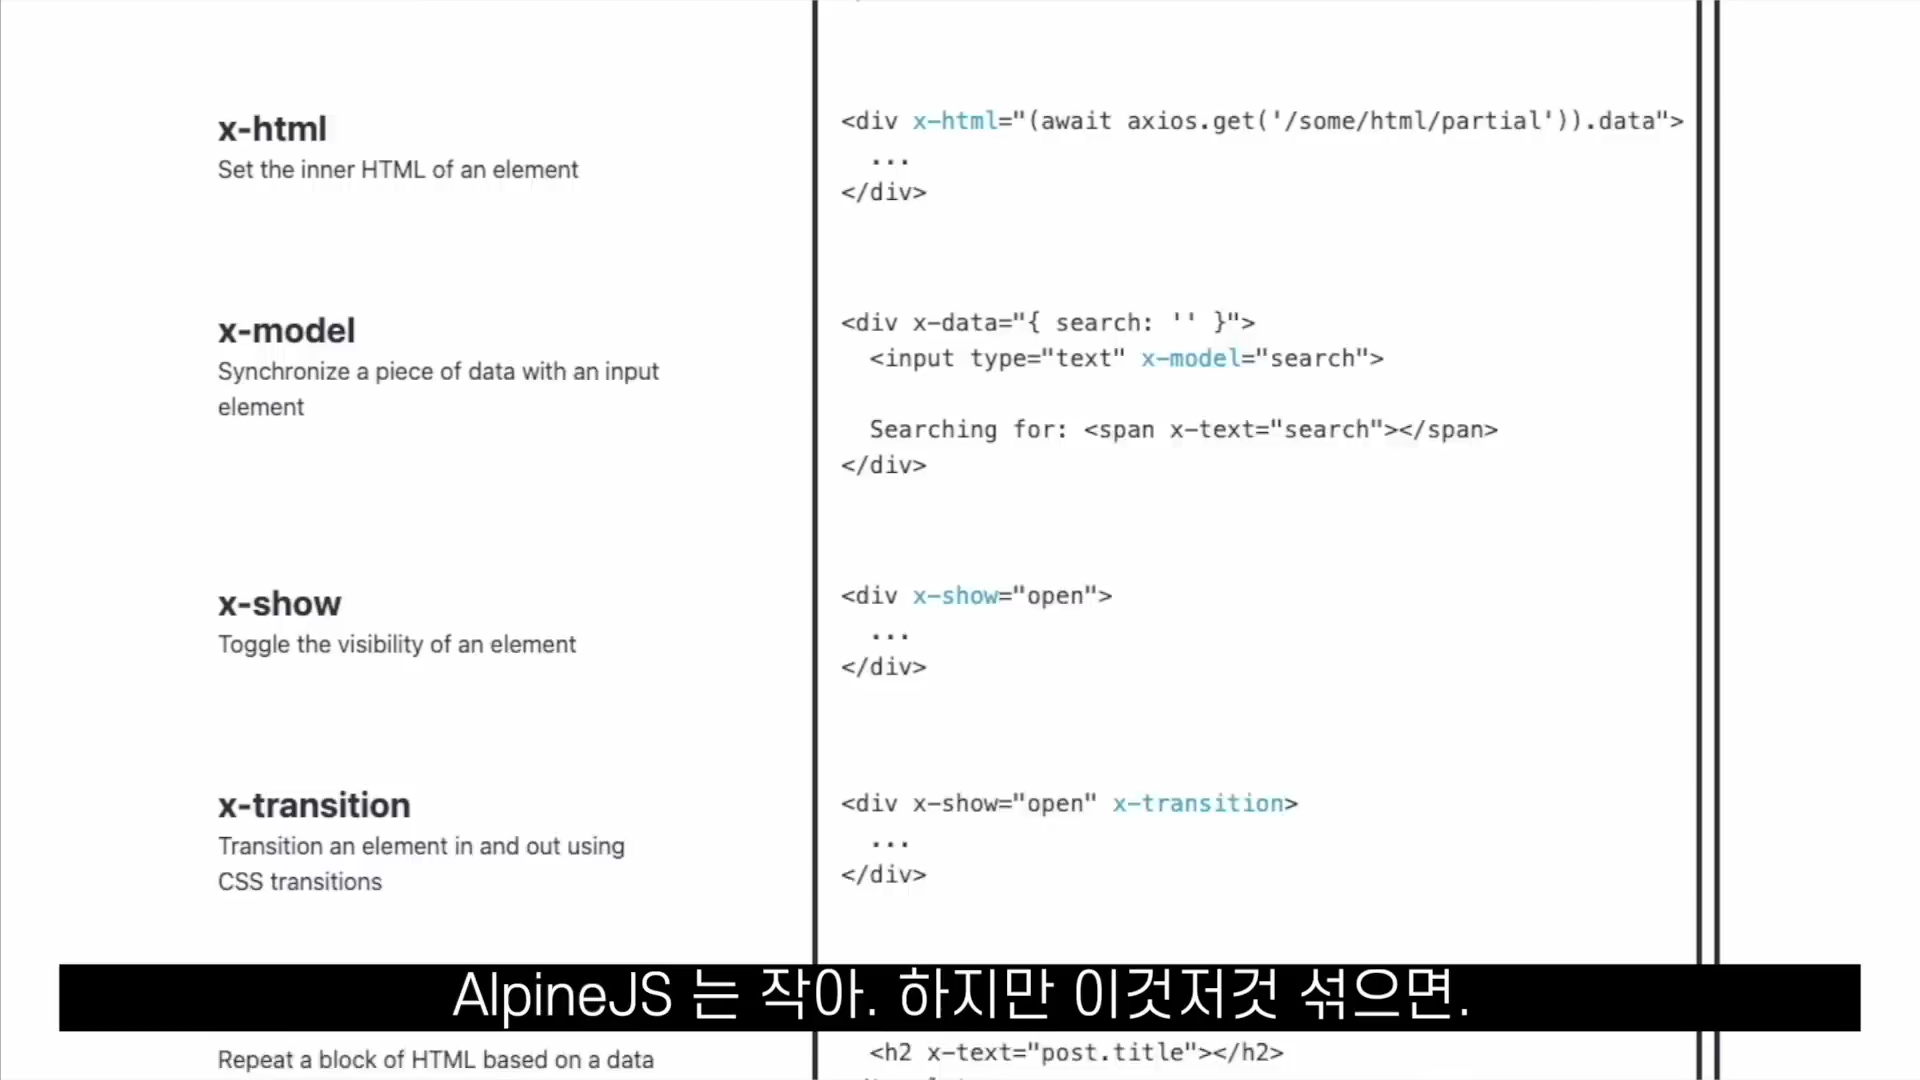 x-html
Set the inner HTML of an element
<div x-html="(await axios.get('/some/html/partial')).data">
...
</div>
x-model
Synchronize a piece of data with an input
element
<div x-data="{ search: '' }">
<input type="text" x-model="search">
Searching for: <span x-text="search"></span>
</div>
x-show
Toggle the visibility of an element
<div x-show="open">
...
</div>
x-transition
Transition an element in and out using
CSS transitions
<div x-show="open" x-transition>
...
</div>
AlpineJS 는 작아. 하지만 이것저것 섞으면.
Repeat a block of HTML based on a data
<h2 x-text="post.title"></h2>